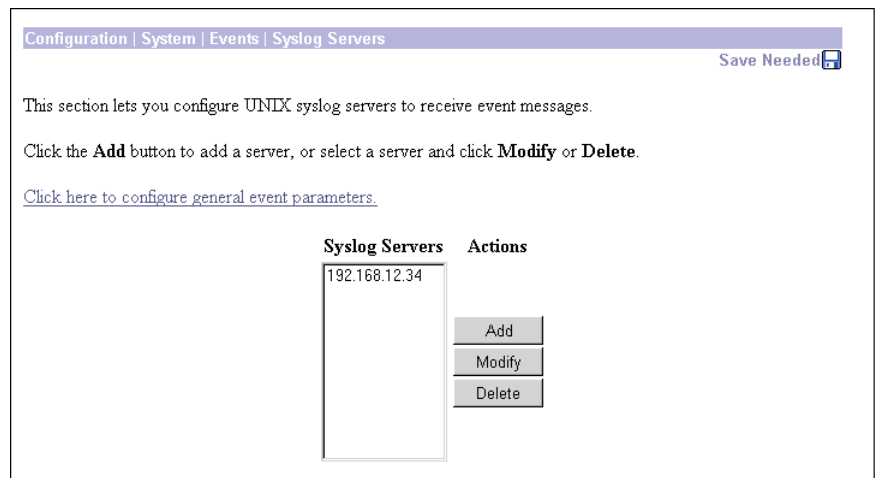 Configuration | System | Events | Syslog Servers
Save Needed
This section lets you configure UNIX syslog servers to receive event messages.
Click the Add button to add a server, or select a server and click Modify or Delete.
Click here to configure general event parameters.
Syslog Servers Actions
192.168.12.34
Add
Modify
Delete